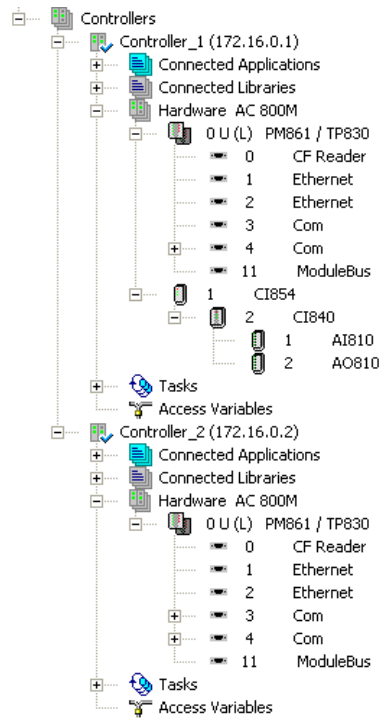 Controllers
Controller_1 (172.16.0.1)
Connected Applications
Connected Libraries
Hardware AC 800M
0 U (L) PM861 / TP830
0 CF Reader
1 Ethernet
2 Ethernet
3 Com
4 Com
11 ModuleBus
1 CI854
2 CI840
1 AI810
2 AO810
Tasks
Access Variables
Controller_2 (172.16.0.2)
Connected Applications
Connected Libraries
Hardware AC 800M
0 U (L) PM861 / TP830
0 CF Reader
1 Ethernet
2 Ethernet
3 Com
4 Com
11 ModuleBus
Tasks
Access Variables